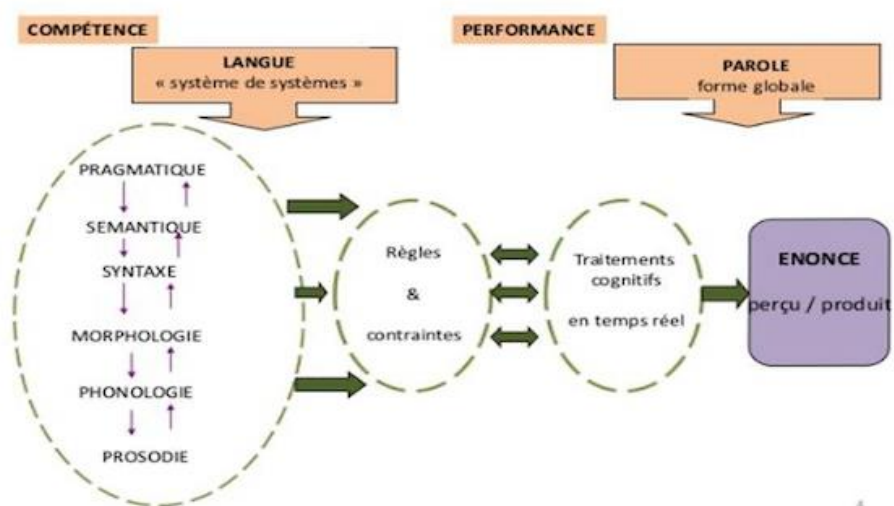 COMPÉTENCE
PERFORMANCE
LANGUE
« système de systèmes »
PAROLE
forme globale
PRAGMATIQUE
SEMANTIQUE
SYNTAXE
MORPHOLOGIE
PHONOLOGIE
PROSODIE
Règles
&
contraintes
Traitements
cognitifs
en temps réel
ENONCE
perçu / produit